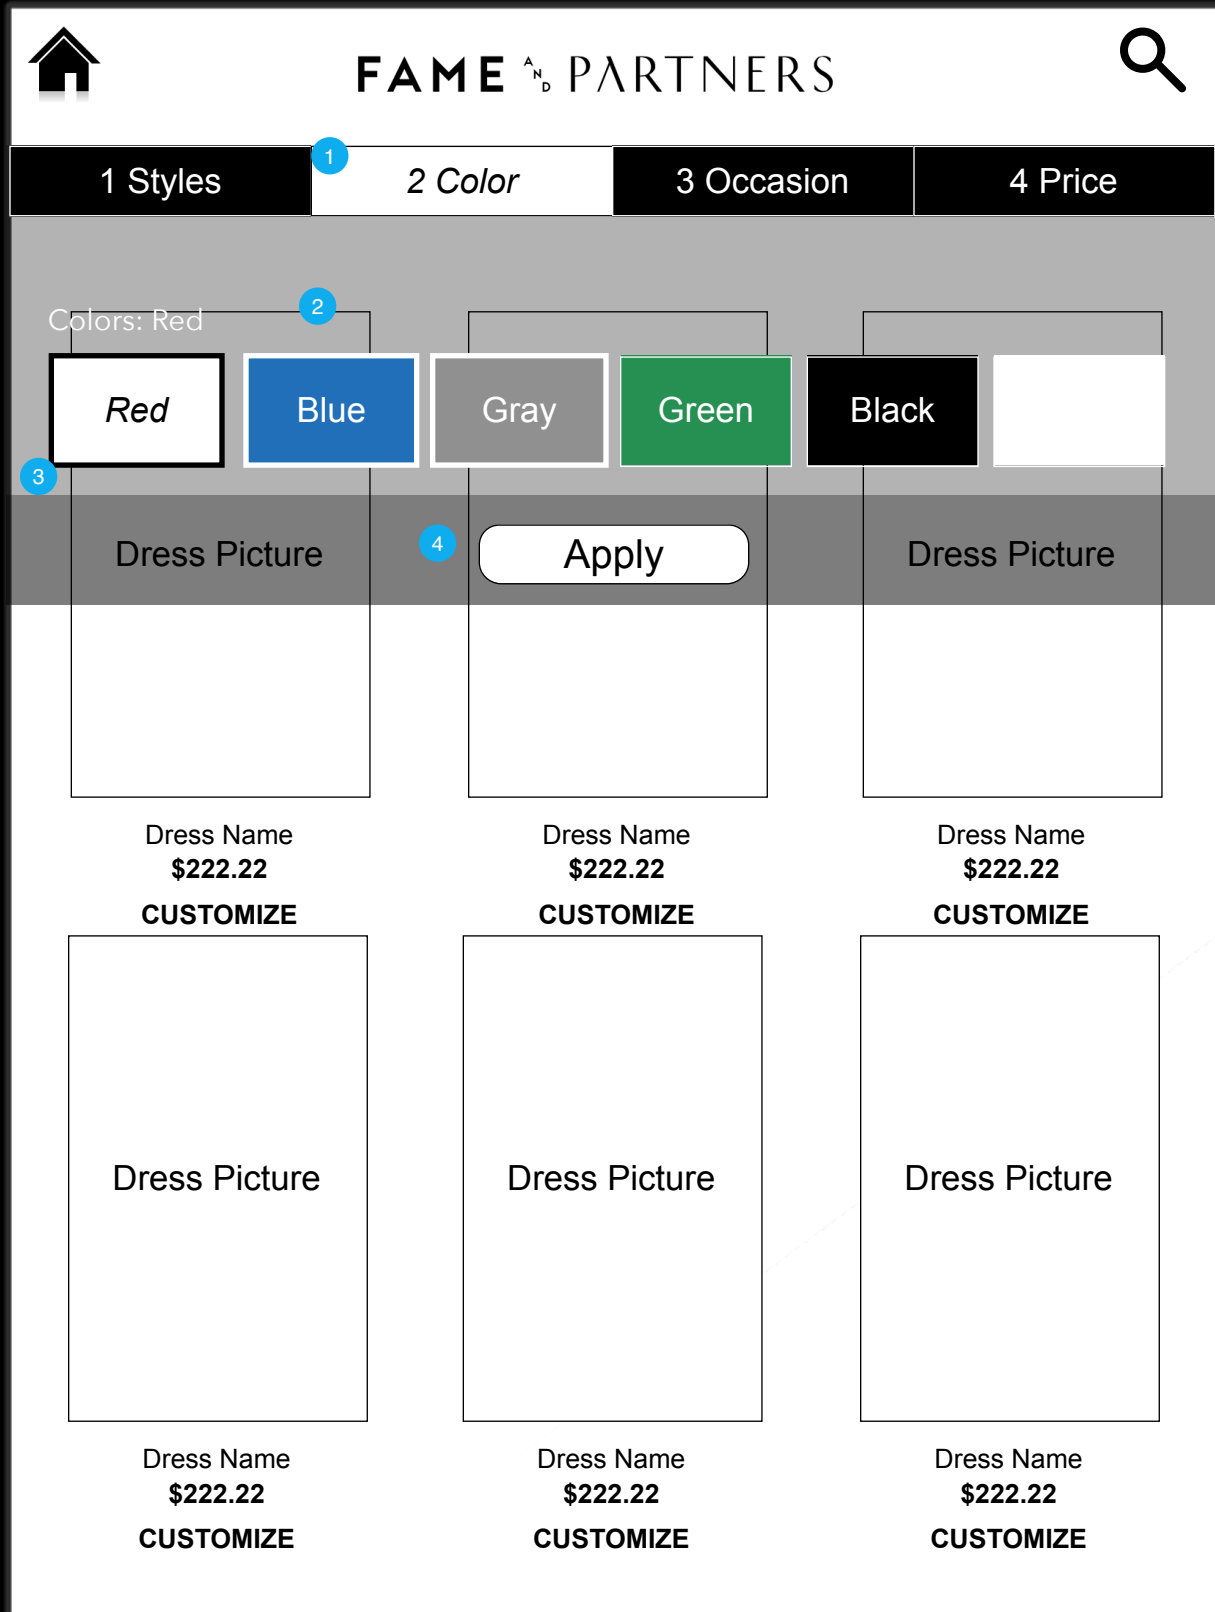 FAME AND PARTNERS
1
1 Styles 2 Color 3 Occasion 4 Price
2
Colors: Red
Red Blue Gray Green Black
3
Dress Picture 4 Apply Dress Picture
Dress Name Dress Name Dress Name
$222.22 $222.22 $222.22
CUSTOMIZE CUSTOMIZE CUSTOMIZE
Dress Picture Dress Picture Dress Picture
Dress Name Dress Name Dress Name
$222.22 $222.22 $222.22
CUSTOMIZE CUSTOMIZE CUSTOMIZE